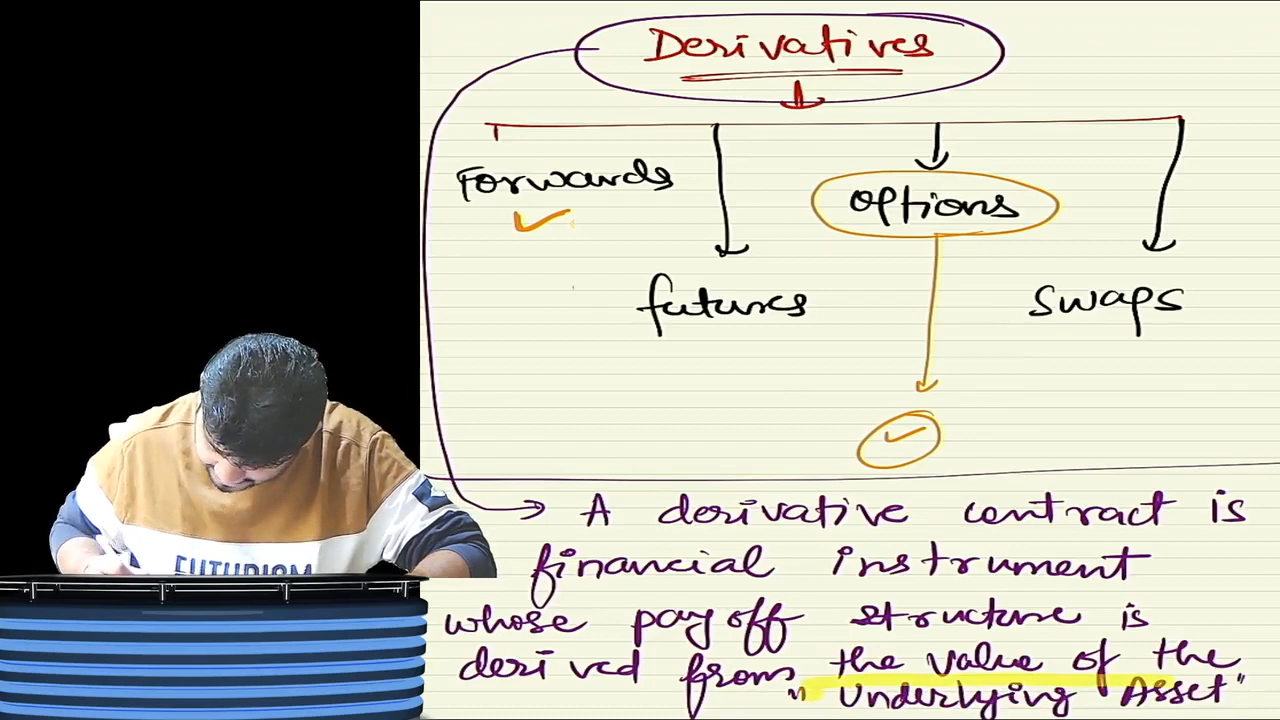 Derivatives
Forwards
options
futures
swaps
A derivative contract is
financial instrument
whose payoff structure is
derived from the value of the
"Underlying Asset"
FUTURISM